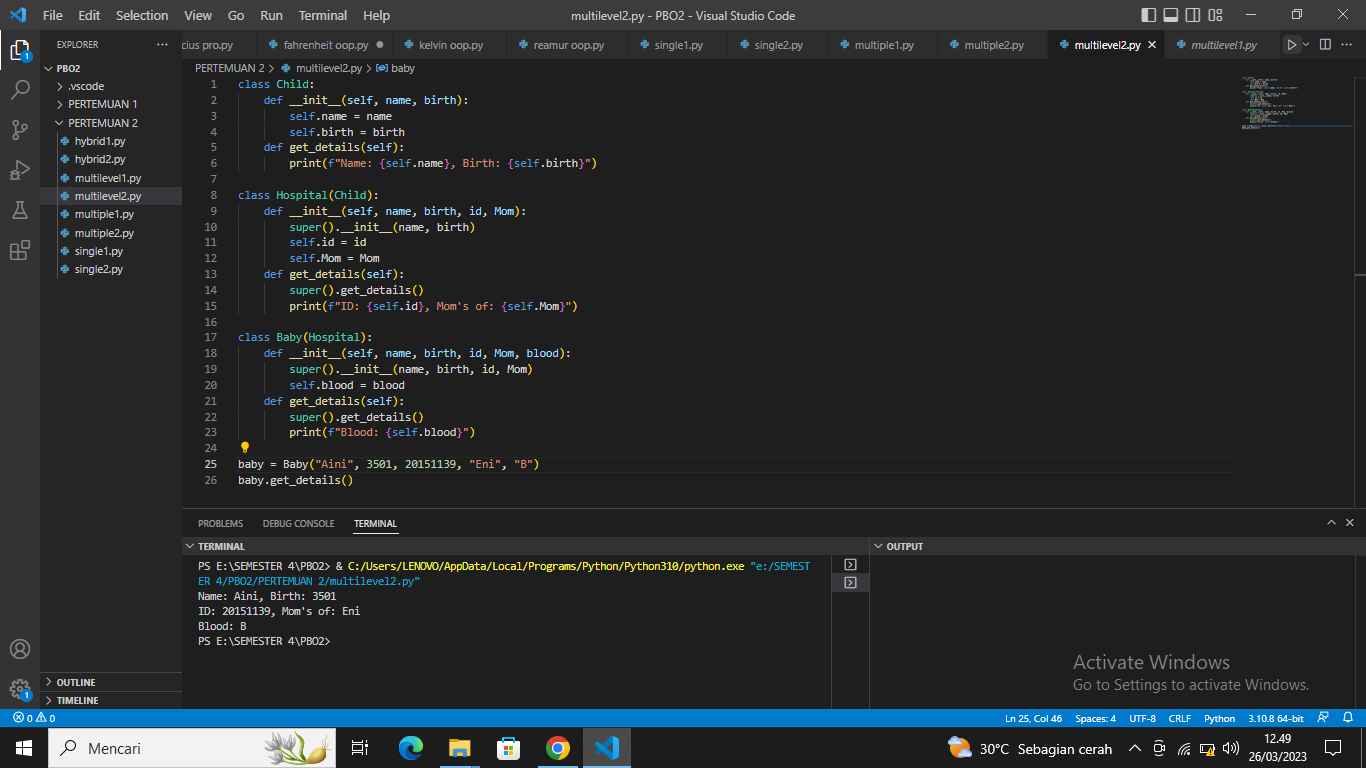 File Edit Selection View Go Run Terminal Help multilevel2.py - PBO2 - Visual Studio Code
EXPLORER ··· cius pro.py fahrenheit oop.py kelvin oop.py reamur oop.py single1.py single2.py multiple1.py multiple2.py multilevel2.py multilevel1.py ···
PERTEMUAN 2 > multilevel2.py > baby
PBO2
.vscode
PERTEMUAN 1
PERTEMUAN 2
hybrid1.py
hybrid2.py
multilevel1.py
multilevel2.py
multiple1.py
multiple2.py
single1.py
single2.py
OUTLINE
TIMELINE
1 class Child:
2     def __init__(self, name, birth):
3         self.name = name
4         self.birth = birth
5     def get_details(self):
6         print(f"Name: {self.name}, Birth: {self.birth}")
7
8 class Hospital(Child):
9     def __init__(self, name, birth, id, Mom):
10         super().__init__(name, birth)
11         self.id = id
12         self.Mom = Mom
13     def get_details(self):
14         super().get_details()
15         print(f"ID: {self.id}, Mom's of: {self.Mom}")
16
17 class Baby(Hospital):
18     def __init__(self, name, birth, id, Mom, blood):
19         super().__init__(name, birth, id, Mom)
20         self.blood = blood
21     def get_details(self):
22         super().get_details()
23         print(f"Blood: {self.blood}")
24
25 baby = Baby("Aini", 3501, 20151139, "Eni", "B")
26 baby.get_details()
PROBLEMS DEBUG CONSOLE TERMINAL
TERMINAL
PS E:\SEMESTER 4\PBO2> & C:/Users/LENOVO/AppData/Local/Programs/Python/Python310/python.exe "e:/SEMEST
ER 4/PBO2/PERTEMUAN 2/multilevel2.py"
Name: Aini, Birth: 3501
ID: 20151139, Mom's of: Eni
Blood: B
PS E:\SEMESTER 4\PBO2>
OUTPUT
Activate Windows
Go to Settings to activate Windows.
1
1
0 0 Ln 25, Col 46 Spaces: 4 UTF-8 CRLF Python 3.10.8 64-bit
Mencari 30°C Sebagian cerah 12.49
26/03/2023